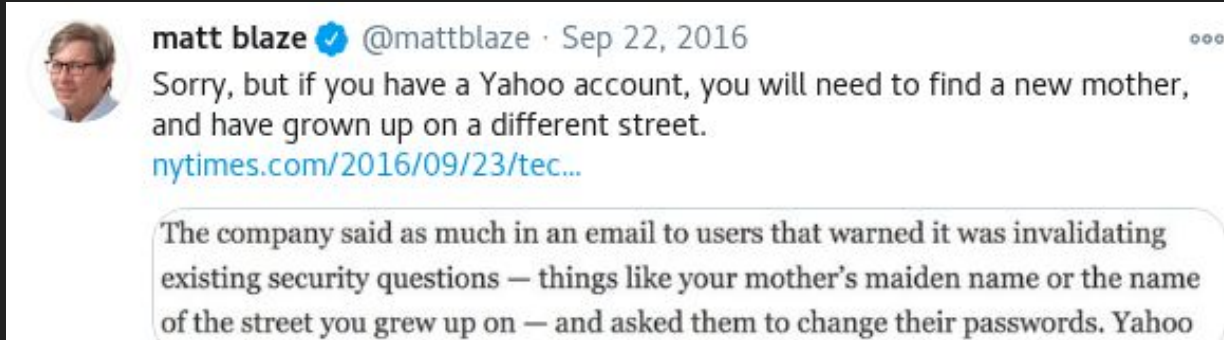 matt blaze @mattblaze · Sep 22, 2016
Sorry, but if you have a Yahoo account, you will need to find a new mother,
and have grown up on a different street.
nytimes.com/2016/09/23/tec...
The company said as much in an email to users that warned it was invalidating
existing security questions — things like your mother's maiden name or the name
of the street you grew up on — and asked them to change their passwords. Yahoo